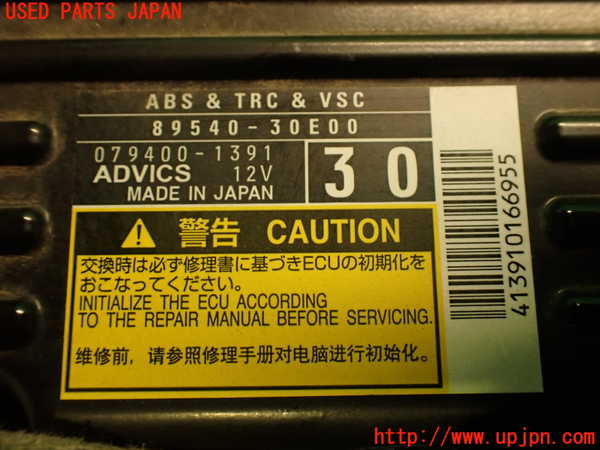 USED PARTS JAPAN
ABS & TRC & VSC
89540-30E00
079400-1391
ADVICS 12V
MADE IN JAPAN
30
413910166955
警告 CAUTION
交換時は必ず修理書に基づきECUの初期化を
おこなってください。
INITIALIZE THE ECU ACCORDING
TO THE REPAIR MANUAL BEFORE SERVICING.
维修前，请参照修理手册对电脑进行初始化。
http://www.upjpn.com/